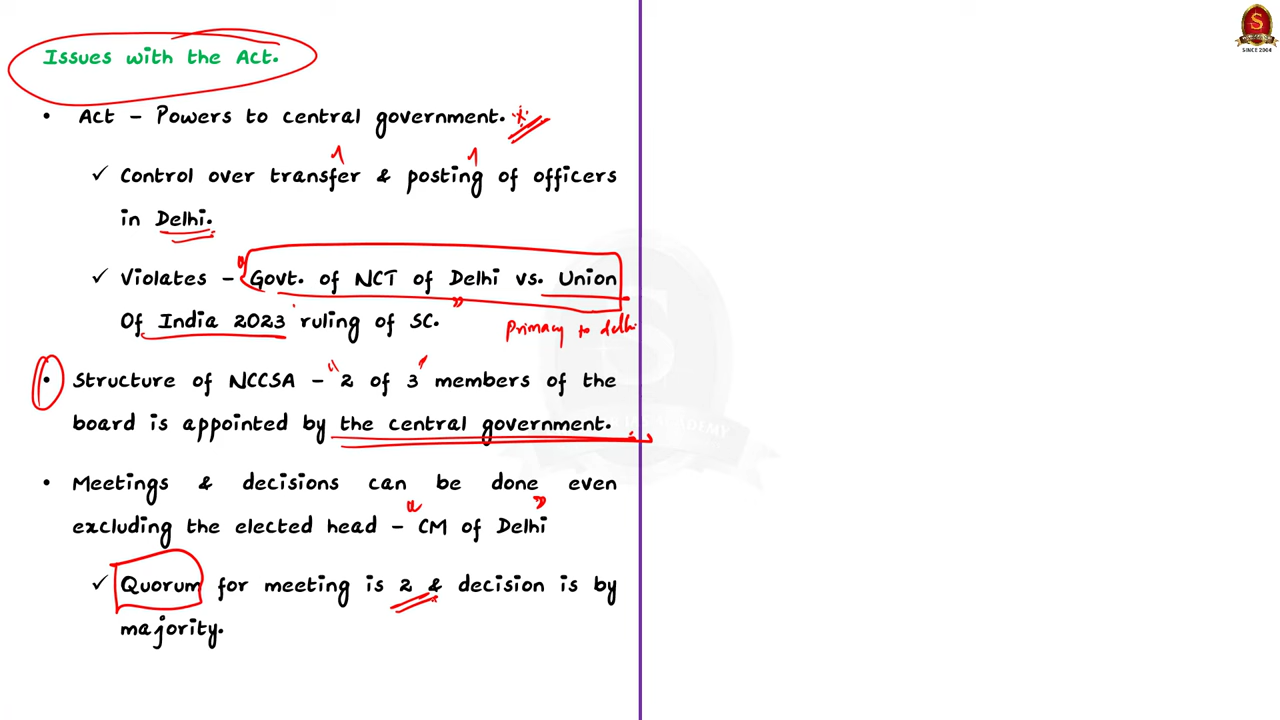 Issues with the Act.
• Act – Powers to central government.
✓ Control over transfer & posting of officers
in Delhi.
✓ Violates – Govt. of NCT of Delhi vs. Union
Of India 2023 ruling of SC.
Primacy to delhi
• Structure of NCCSA – 2 of 3 members of the
board is appointed by the central government.
• Meetings & decisions can be done even
excluding the elected head – CM of Delhi
✓ Quorum for meeting is 2 & decision is by
majority.
S
SINCE 2004